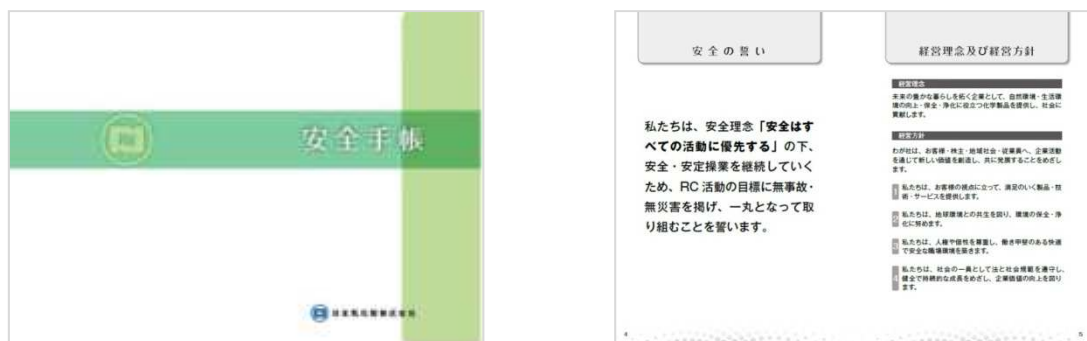 安全手帳
安全の誓い
私たちは、安全理念「安全はす
べての活動に優先する」の下、
安全・安定操業を継続していく
ため、RC 活動の目標に無事故・
無災害を掲げ、一丸となって取
り組むことを誓います。
4
経営理念及び経営方針
経営理念
未来の豊かな暮らしを拓く企業として、自然環境・生活環
境の向上・保全・浄化に役立つ化学製品を提供し、社会に
貢献します。
経営方針
わが社は、お客様・株主・地域社会・従業員へ、企業活動
を通じて新しい価値を創造し、共に発展することをめざし
ます。
1 私たちは、お客様の視点に立って、満足のいく製品・技
術・サービスを提供します。
2 私たちは、地球環境との共生を図り、環境の保全・浄
化に努めます。
3 私たちは、人権や個性を尊重し、働き甲斐のある快適
で安全な職場環境を築きます。
4 私たちは、社会の一員として法と社会規範を遵守し、
健全で持続的な成長をめざし、企業価値の向上を図り
ます。
5